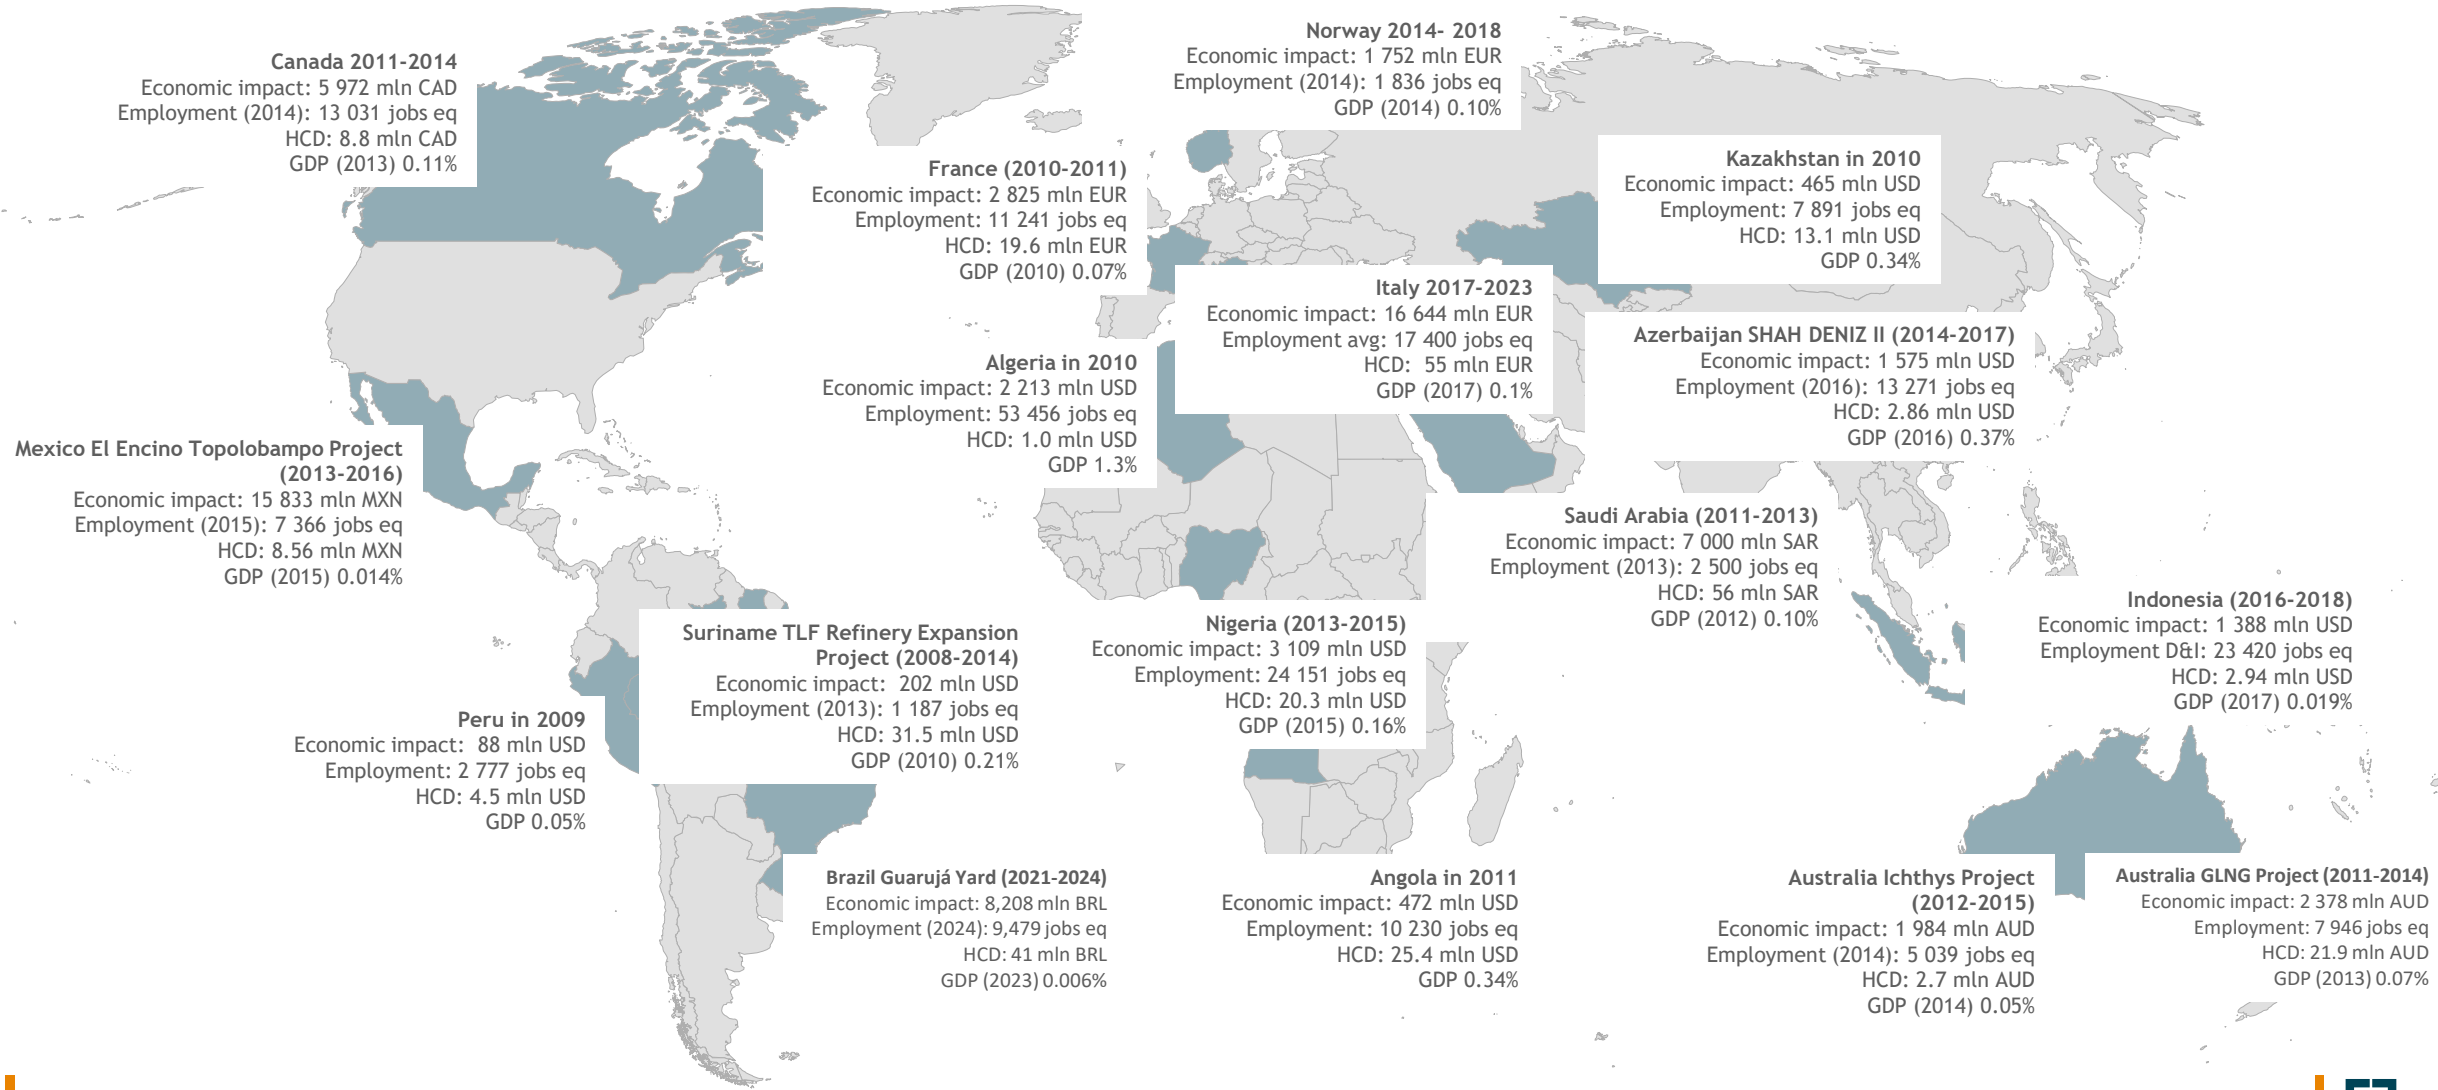 Canada 2011-2014
Economic impact: 5 972 mln CAD
Employment (2014): 13 031 jobs eq
HCD: 8.8 mln CAD
GDP (2013) 0.11%
Norway 2014- 2018
Economic impact: 1 752 mln EUR
Employment (2014): 1 836 jobs eq
GDP (2014) 0.10%
France (2010-2011)
Economic impact: 2 825 mln EUR
Employment: 11 241 jobs eq
HCD: 19.6 mln EUR
GDP (2010) 0.07%
Kazakhstan in 2010
Economic impact: 465 mln USD
Employment: 7 891 jobs eq
HCD: 13.1 mln USD
GDP 0.34%
Italy 2017-2023
Economic impact: 16 644 mln EUR
Employment avg: 17 400 jobs eq
HCD: 55 mln EUR
GDP (2017) 0.1%
Azerbaijan SHAH DENIZ II (2014-2017)
Economic impact: 1 575 mln USD
Employment (2016): 13 271 jobs eq
HCD: 2.86 mln USD
GDP (2016) 0.37%
Algeria in 2010
Economic impact: 2 213 mln USD
Employment: 53 456 jobs eq
HCD: 1.0 mln USD
GDP 1.3%
Mexico El Encino Topolobampo Project
(2013-2016)
Economic impact: 15 833 mln MXN
Employment (2015): 7 366 jobs eq
HCD: 8.56 mln MXN
GDP (2015) 0.014%
Saudi Arabia (2011-2013)
Economic impact: 7 000 mln SAR
Employment (2013): 2 500 jobs eq
HCD: 56 mln SAR
GDP (2012) 0.10%
Indonesia (2016-2018)
Economic impact: 1 388 mln USD
Employment D&I: 23 420 jobs eq
HCD: 2.94 mln USD
GDP (2017) 0.019%
Suriname TLF Refinery Expansion
Project (2008-2014)
Economic impact: 202 mln USD
Employment (2013): 1 187 jobs eq
HCD: 31.5 mln USD
GDP (2010) 0.21%
Nigeria (2013-2015)
Economic impact: 3 109 mln USD
Employment: 24 151 jobs eq
HCD: 20.3 mln USD
GDP (2015) 0.16%
Peru in 2009
Economic impact: 88 mln USD
Employment: 2 777 jobs eq
HCD: 4.5 mln USD
GDP 0.05%
Brazil Guarujá Yard (2021-2024)
Economic impact: 8,208 mln BRL
Employment (2024): 9,479 jobs eq
HCD: 41 mln BRL
GDP (2023) 0.006%
Angola in 2011
Economic impact: 472 mln USD
Employment: 10 230 jobs eq
HCD: 25.4 mln USD
GDP 0.34%
Australia Ichthys Project
(2012-2015)
Economic impact: 1 984 mln AUD
Employment (2014): 5 039 jobs eq
HCD: 2.7 mln AUD
GDP (2014) 0.05%
Australia GLNG Project (2011-2014)
Economic impact: 2 378 mln AUD
Employment: 7 946 jobs eq
HCD: 21.9 mln AUD
GDP (2013) 0.07%